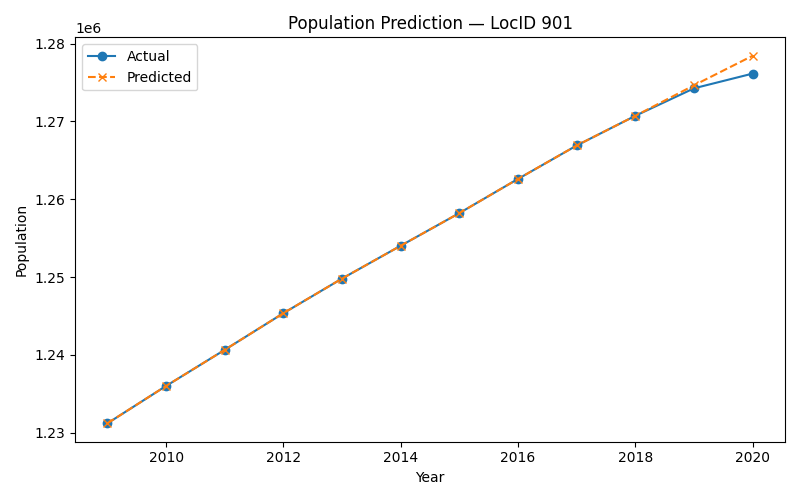 Population Prediction — LocID 901
1e6
Actual
Predicted
1.28
1.27
1.26
1.25
1.24
1.23
Population
2010 2012 2014 2016 2018 2020
Year